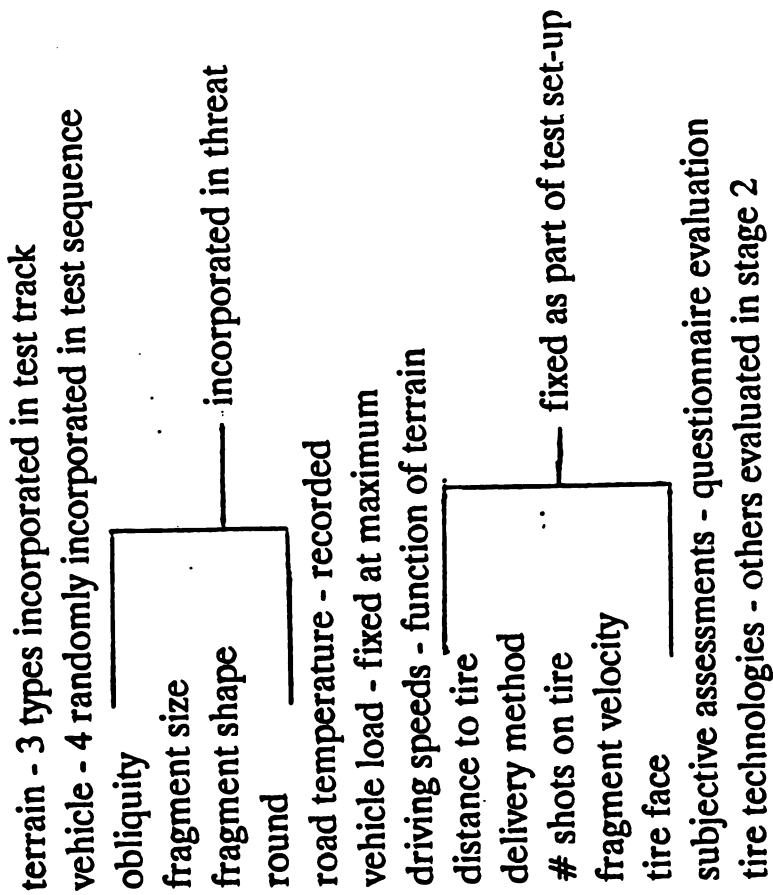 terrain - 3 types incorporated in test track
vehicle - 4 randomly incorporated in test sequence
obliquity
fragment size
fragment shape
round
incorporated in threat
road temperature - recorded
vehicle load - fixed at maximum
driving speeds - function of terrain
distance to tire
delivery method
# shots on tire
fragment velocity
tire face
fixed as part of test set-up
subjective assessments - questionnaire evaluation
tire technologies - others evaluated in stage 2